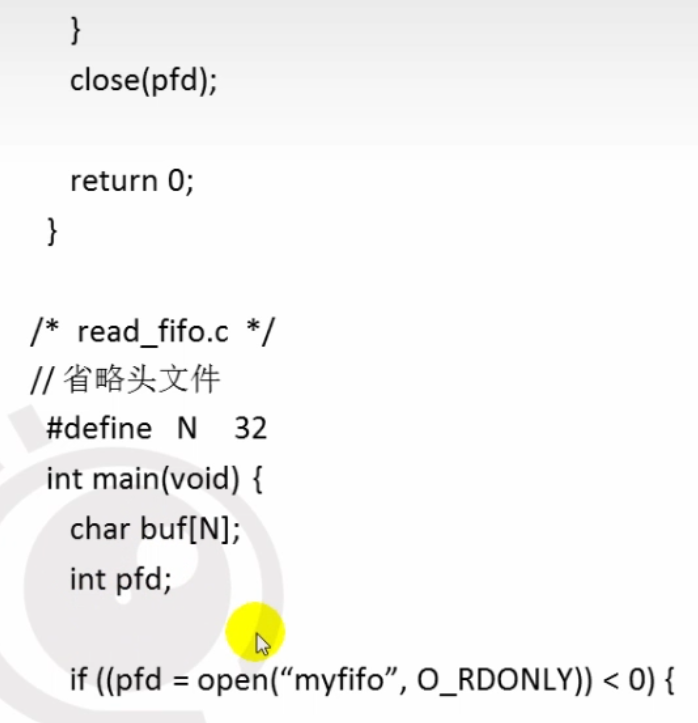 }
close(pfd);
return 0;
}
/* read_fifo.c */
// 省略头文件
#define N 32
int main(void) {
char buf[N];
int pfd;
if ((pfd = open(“myfifo”, O_RDONLY)) < 0) {